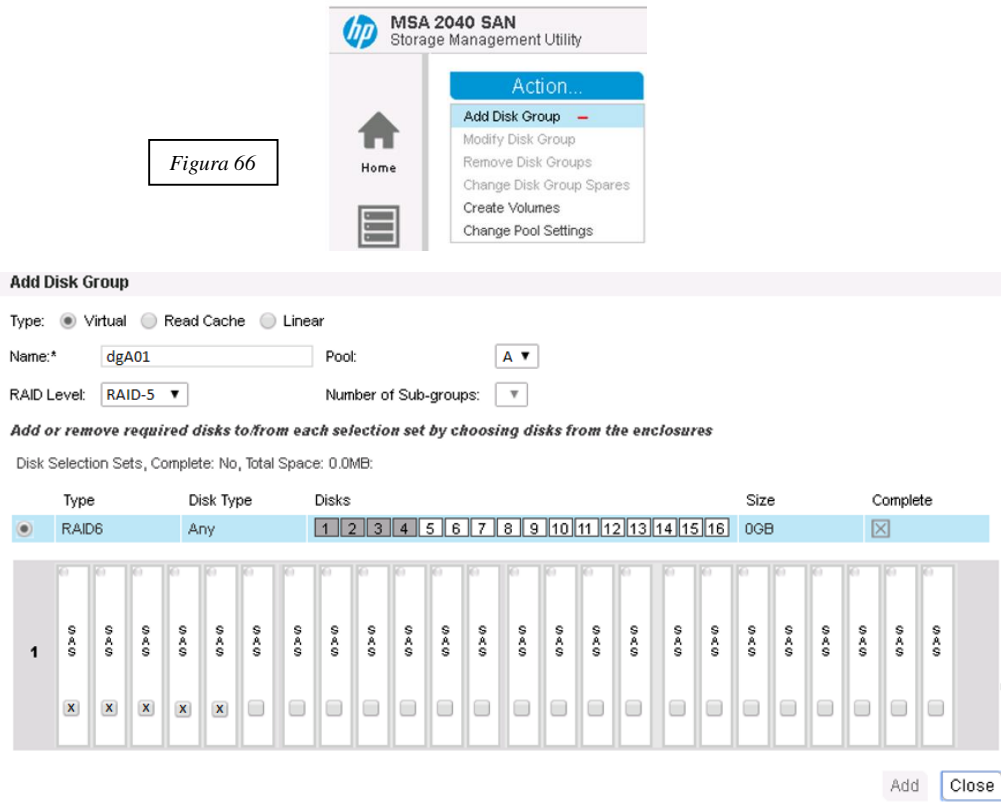 hp
MSA 2040 SAN
Storage Management Utility
Action...
Home
Add Disk Group
Modify Disk Group
Remove Disk Groups
Change Disk Group Spares
Create Volumes
Change Pool Settings
Figura 66
Add Disk Group
Type: Virtual Read Cache Linear
Name:* dgA01 Pool: A
RAID Level: RAID-5 Number of Sub-groups:
Add or remove required disks to/from each selection set by choosing disks from the enclosures
Disk Selection Sets, Complete: No, Total Space: 0.0MB:
Type Disk Type Disks Size Complete
RAID6 Any 1 2 3 4 5 6 7 8 9 10 11 12 13 14 15 16 0GB
1 SAS SAS SAS SAS SAS SAS SAS SAS SAS SAS SAS SAS SAS SAS SAS SAS SAS SAS SAS SAS SAS SAS SAS SAS
X X X X X
Add Close